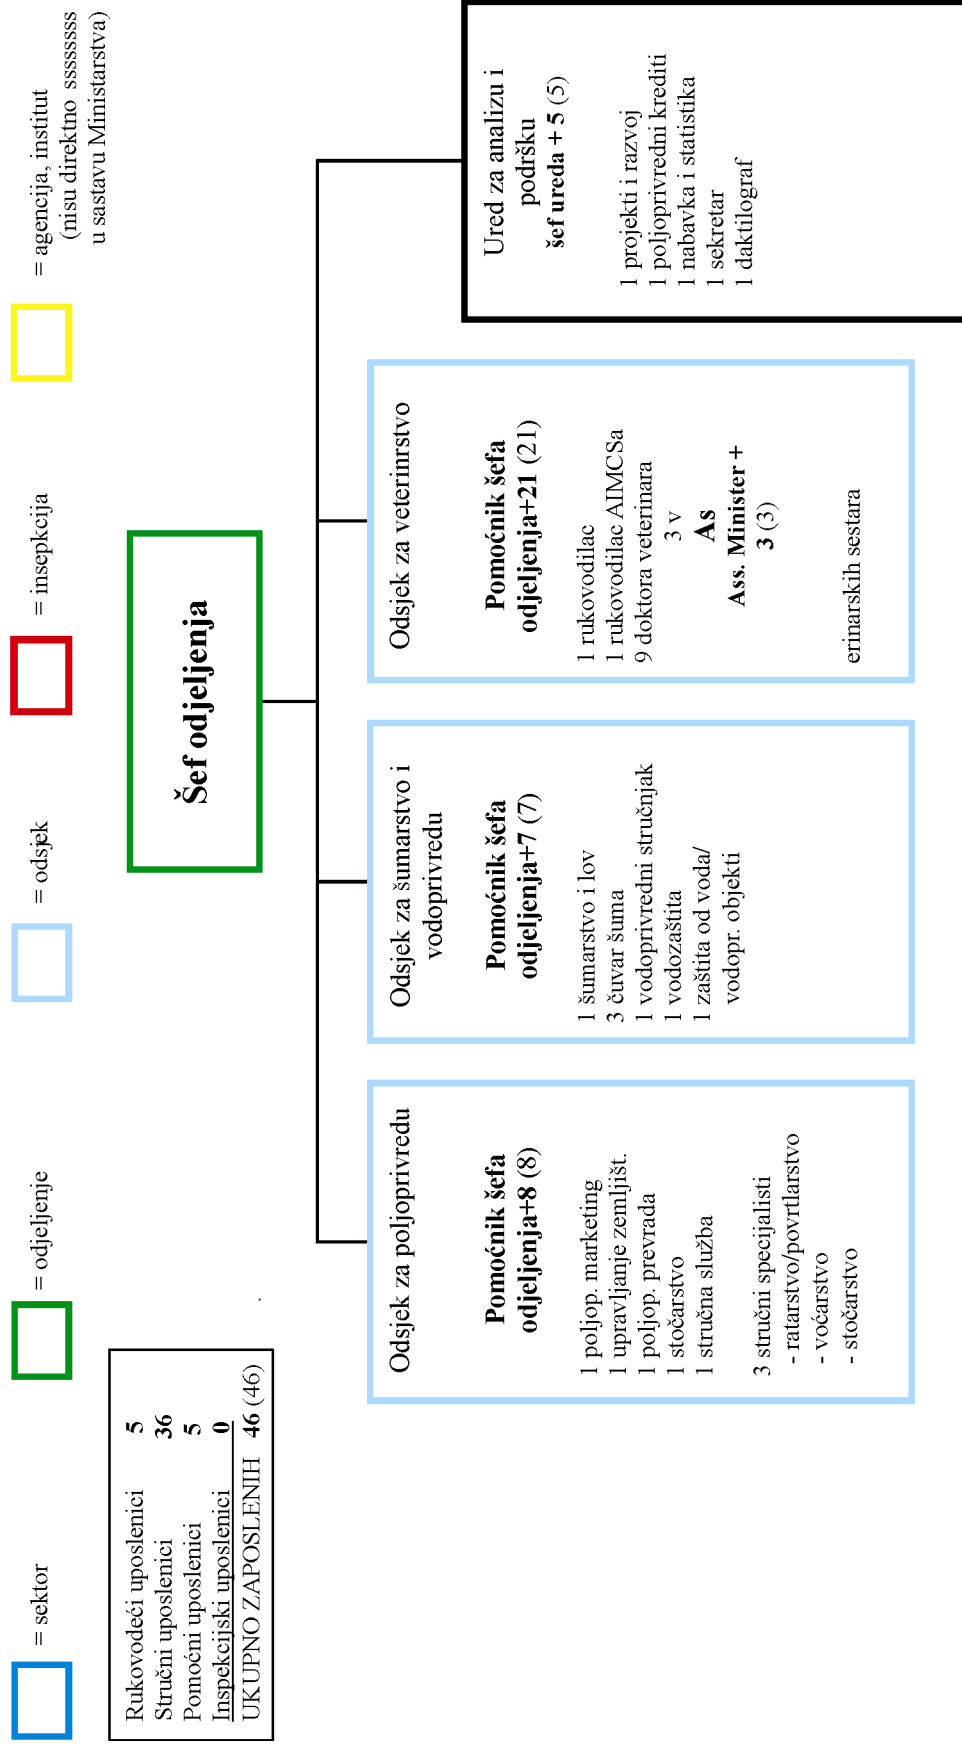 = sektor
= odjeljenje
= odsjek
= insepkcija
= agencija, institut
(nisu direktno ssssssss
u sastavu Ministarstva)
Rukovodeći uposlenici 5
Stručni uposlenici 36
Pomoćni uposlenici 5
Inspekcijski uposlenici 0
UKUPNO ZAPOSLENIH 46 (46)
.
Šef odjeljenja
Odsjek za poljoprivredu
Pomoćnik šefa
odjeljenja+8 (8)
1 poljop. marketing
1 upravljanje zemljišt.
1 poljop. prevrada
1 stočarstvo
1 stručna služba
3 stručni specijalisti
- ratarstvo/povrtlarstvo
- voćarstvo
- stočarstvo
Odsjek za šumarstvo i
vodoprivredu
Pomoćnik šefa
odjeljenja+7 (7)
1 šumarstvo i lov
3 čuvar šuma
1 vodoprivredni stručnjak
1 vodozaštita
1 zaštita od voda/
vodopr. objekti
Odsjek za veterinrstvo
Pomoćnik šefa
odjeljenja+21 (21)
1 rukovodilac
1 rukovodilac AIMCSa
9 doktora veterinara
3 v
As
Ass. Minister +
3 (3)
erinarskih sestara
Ured za analizu i
podršku
šef ureda + 5 (5)
1 projekti i razvoj
1 poljoprivredni krediti
1 nabavka i statistika
1 sekretar
1 daktilograf